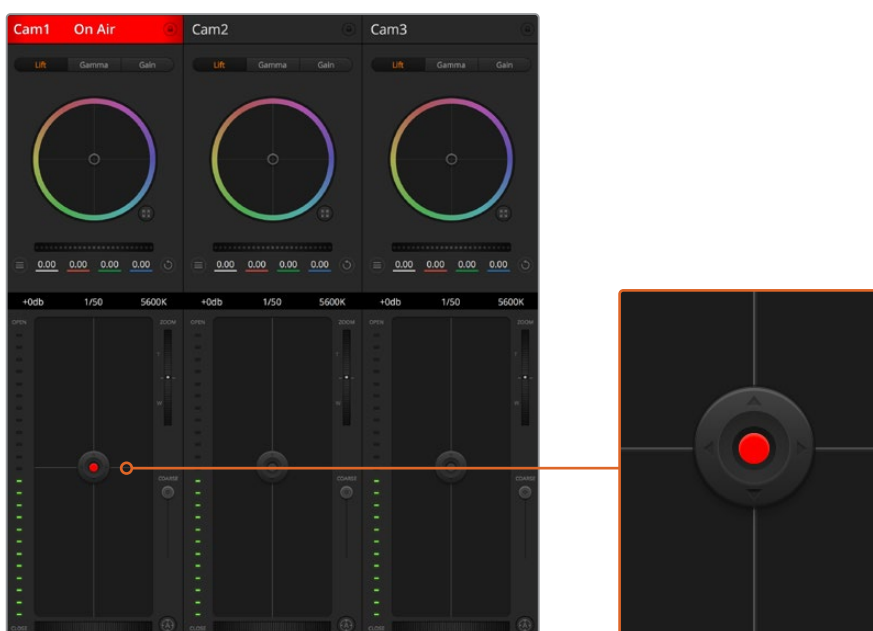 Cam1 On Air Cam2 Cam3
Lift Gamma Gain Lift Gamma Gain Lift Gamma Gain
0.00 0.00 0.00 0.00 0.00 0.00 0.00 0.00 0.00 0.00 0.00 0.00
+0db 1/50 5600K +0db 1/50 5600K +0db 1/50 5600K
OPEN ZOOM OPEN ZOOM OPEN ZOOM
T T T
W W W
COARSE COARSE COARSE
CLOSE CLOSE CLOSE